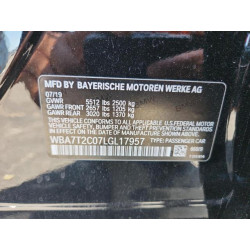 MFD BY BAYERISCHE MOTOREN WERKE AG
07/19
GVWR 5512 lbs 2500 kg
GAWR FRONT 2657 lbs 1205 kg
GAWR REAR 3020 lbs 1370 kg
THIS VEHICLE CONFORMS TO ALL APPLICABLE U.S. FEDERAL MOTOR VEHICLE SAFETY, BUMPER AND THEFT PREVENTION STANDARDS IN EFFECT ON THE DATE OF MANUFACTURE SHOWN ABOVE.
WBA7T2C07LGL17957 TYPE: PASSENGER CAR